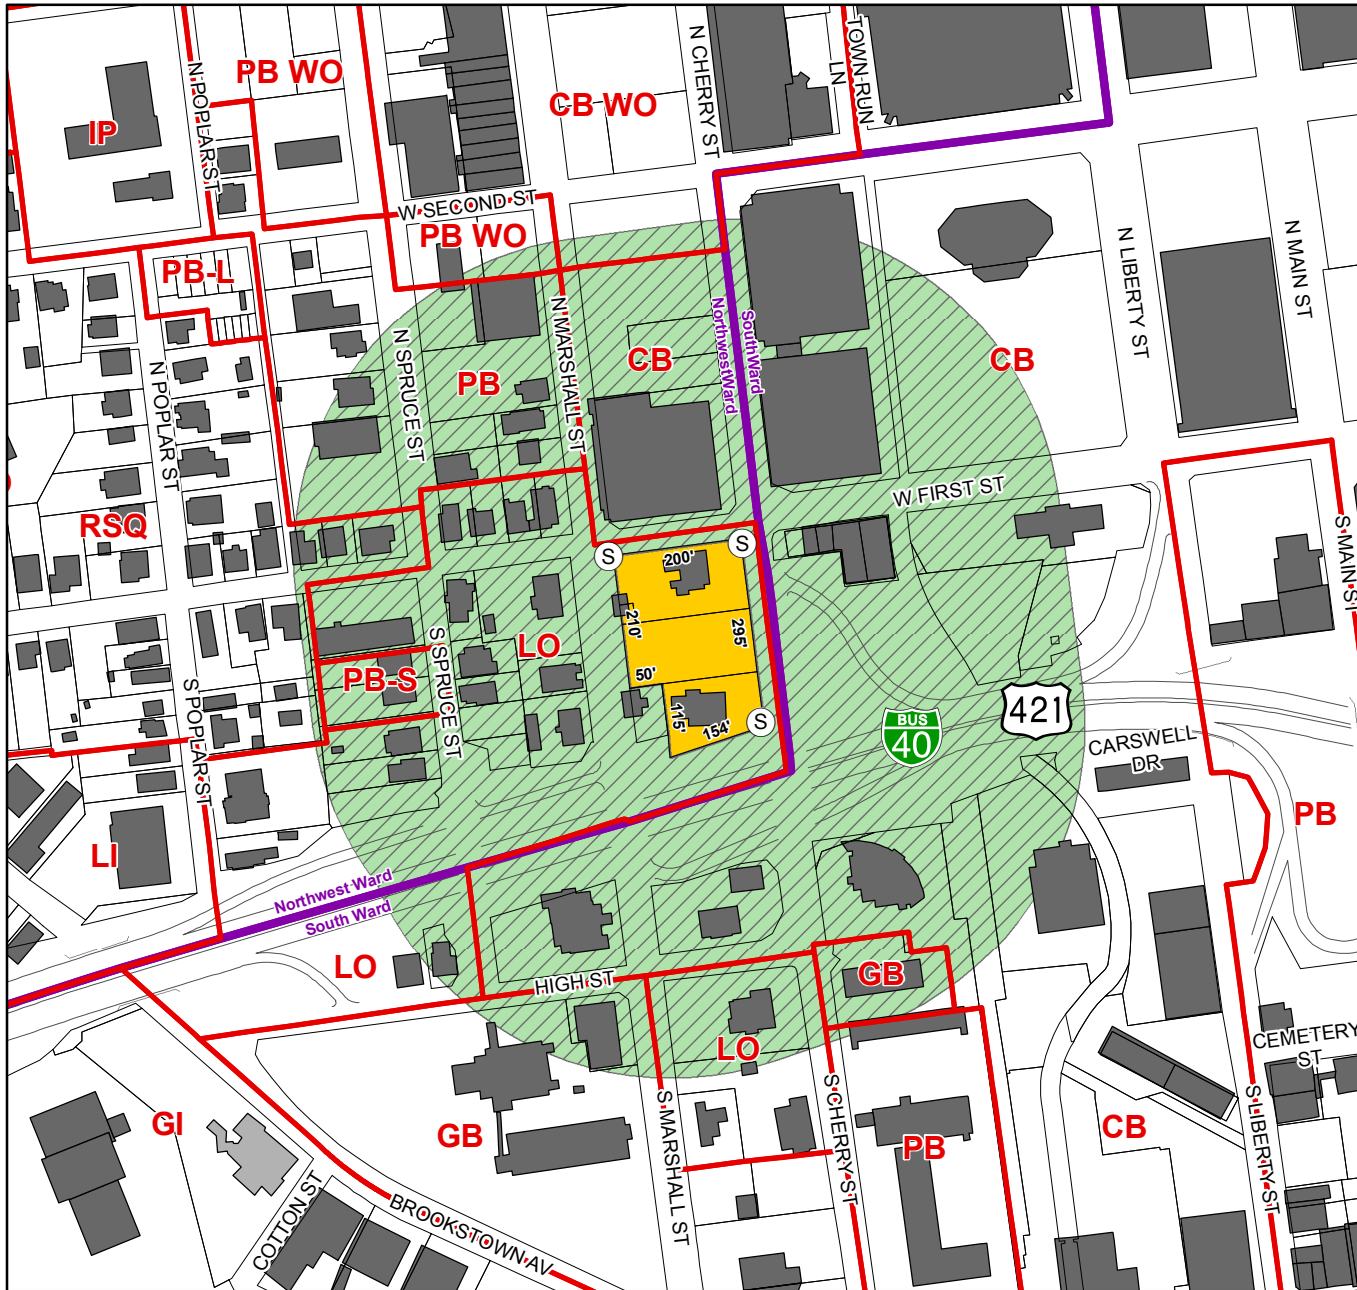 N CHERRY ST
TOWN RUN
LN
N POPLAR ST
PB WO
CB WO
IP
W SECOND ST
PB WO
N LIBERTY ST
N MAIN ST
PB-L
N MARSHALL ST
Northwest Ward
South Ward
N SPRUCE ST
CB
CB
PB
N POPLAR ST
W FIRST ST
RSQ
S MAIN ST
S
S
200'
210'
295'
LO
S SPRUCE ST
PB-S
50'
S POPLAR ST
115'
154'
S
421
BUS
40
CARSWELL
DR
PB
LI
Northwest Ward
South Ward
LO
HIGH ST
GB
LO
CEMETERY
ST
GI
GB
S MARSHALL ST
S CHERRY ST
PB
CB
S LIBERTY ST
COTTON ST
BROOKSTOWN AV